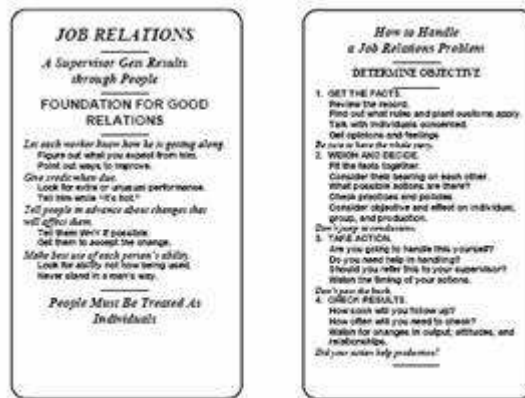 JOB RELATIONS
A Supervisor Gets Results
through People
FOUNDATION FOR GOOD
RELATIONS
Let each worker know how he is getting along.
Figure out what you expect from him.
Point out ways to improve.
Give credit when due.
Look for extra or unusual performance.
Tell him while "it's hot."
Tell people in advance about changes that
will affect them.
Tell them WHY if possible.
Get them to accept the change.
Make best use of each person's ability.
Look for ability not now being used.
Never stand in a man's way.
People Must Be Treated As
Individuals
How to Handle
a Job Relations Problem
DETERMINE OBJECTIVE
1. GET THE FACTS.
Review the record.
Find out what rules and plant customs apply.
Talk with individuals concerned.
Get opinions and feelings
Be sure to have the whole story.
2. WEIGH AND DECIDE.
Fit the facts together.
Consider their bearing on each other.
What possible actions are there?
Check practices and policies.
Consider objective and effect on individual,
group, and production.
Don't jump to conclusions.
3. TAKE ACTION.
Are you going to handle this yourself?
Do you need help in handling?
Should you refer this to your supervisor?
Watch the timing of your actions.
Don't pass the buck.
4. CHECK RESULTS.
How soon will you follow up?
How often will you need to check?
Watch for changes in output, attitudes, and
relationships.
Did your action help production?